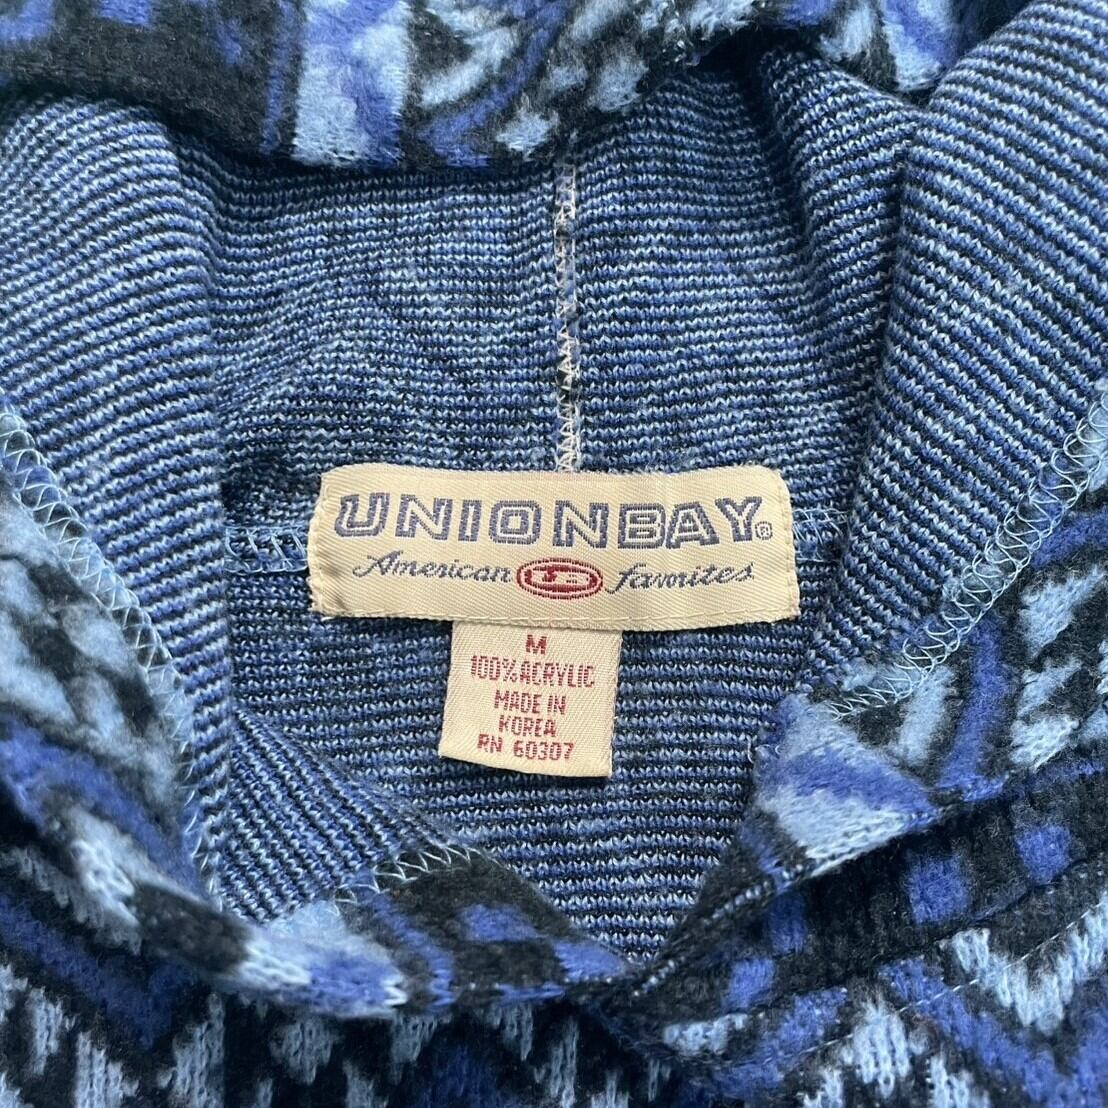 UNIONBAY®
American favorites
M
100% ACRYLIC
MADE IN
KOREA
RN 60307